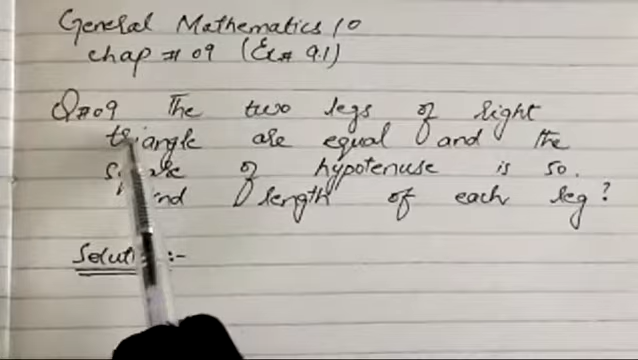 General Mathematics 10
chap # 09 (Ex# 9.1)
Q#09 The two legs of right
triangle are equal and the
of hypotenuse is 50.
length of each leg?
Solut :-